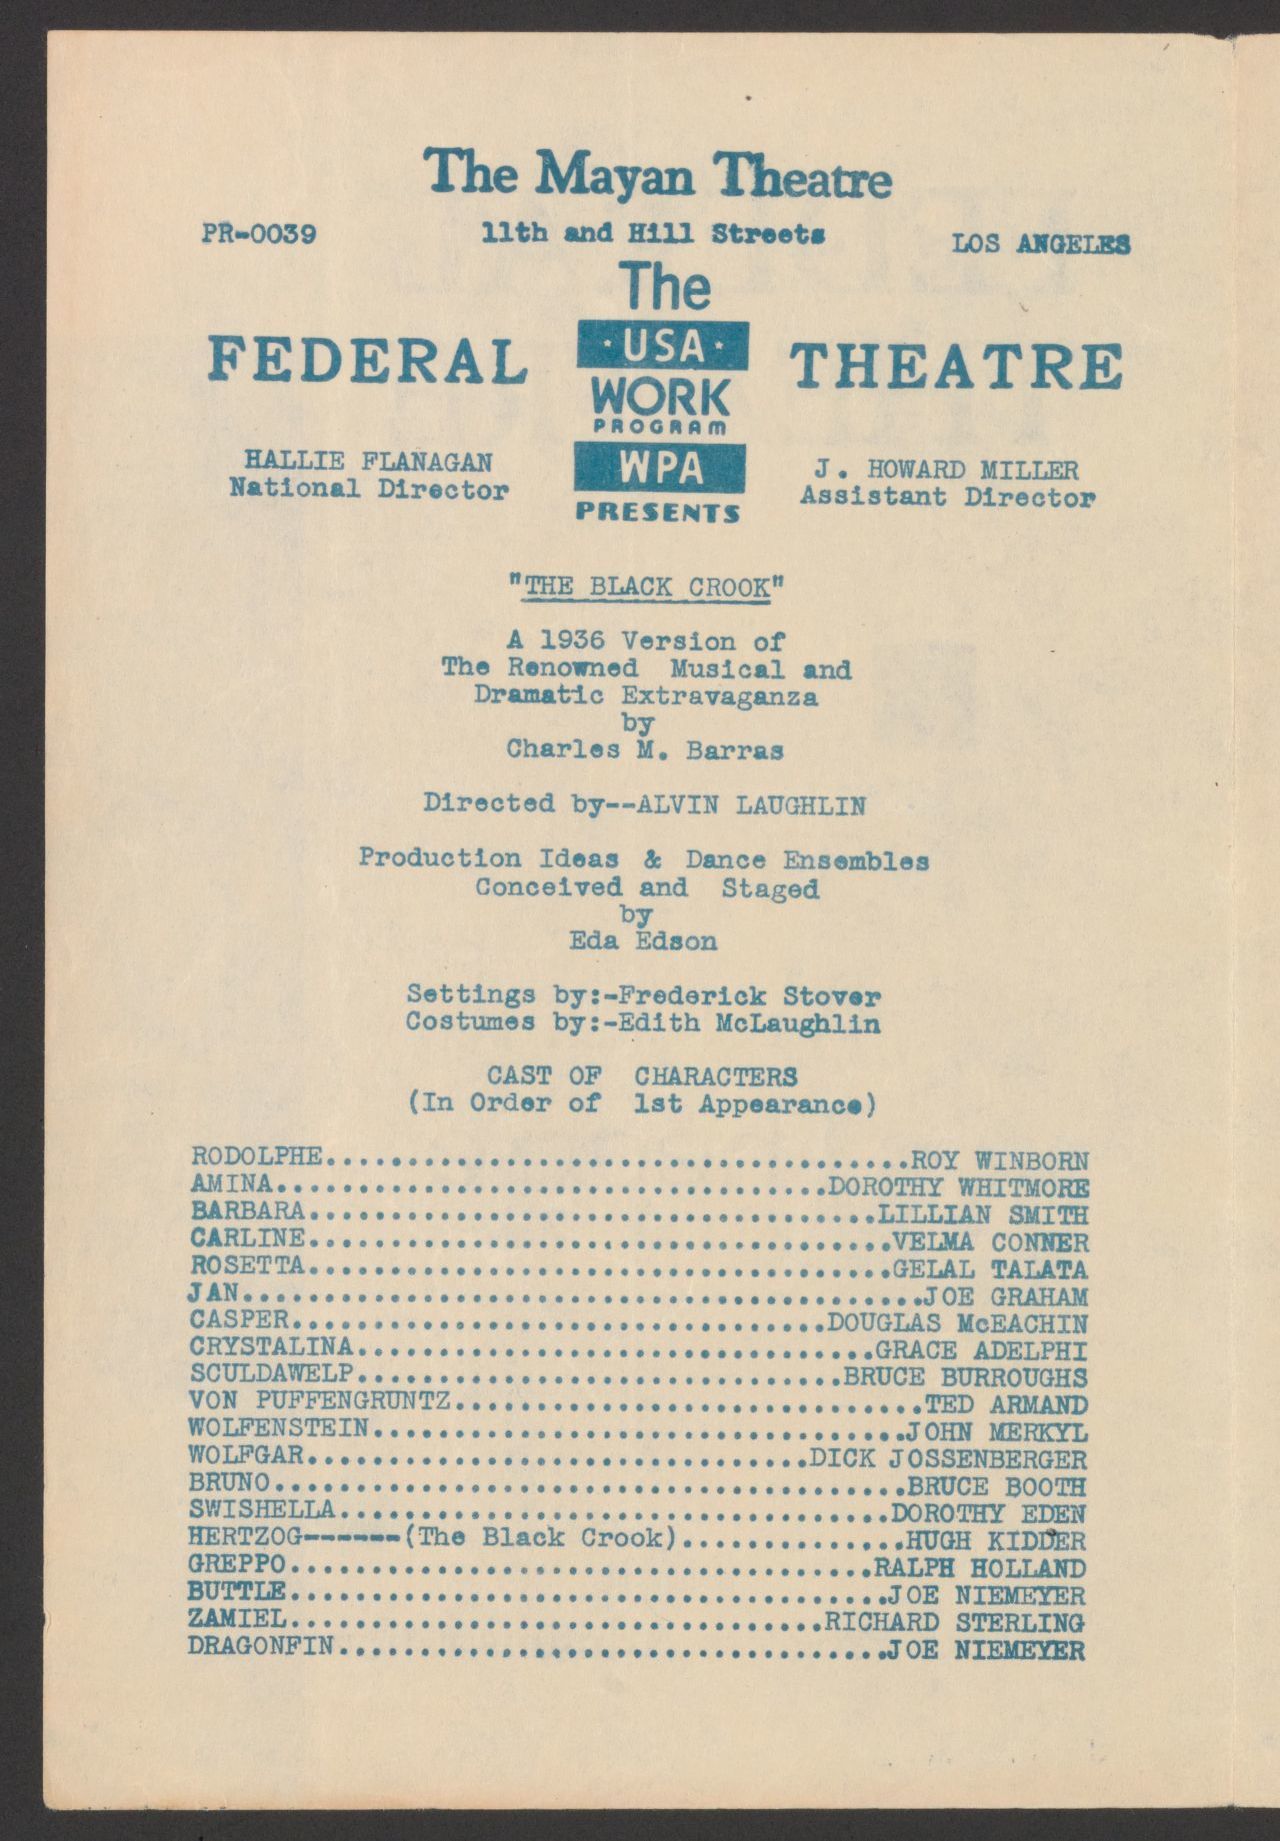 The Mayan Theatre
PR-0039 11th and Hill Streets LOS ANGELES
The
FEDERAL · USA · THEATRE
WORK
PROGRAM
HALLIE FLANAGAN WPA J. HOWARD MILLER
National Director Assistant Director
PRESENTS
"THE BLACK CROOK"
A 1936 Version of
The Renowned Musical and
Dramatic Extravaganza
by
Charles M. Barras
Directed by--ALVIN LAUGHLIN
Production Ideas & Dance Ensembles
Conceived and Staged
by
Eda Edson
Settings by:-Frederick Stover
Costumes by:-Edith McLaughlin
CAST OF CHARACTERS
(In Order of 1st Appearance)
RODOLPHE....................................ROY WINBORN
AMINA..................................DOROTHY WHITMORE
BARBARA...................................LILLIAN SMITH
CARLINE....................................VELMA CONNER
ROSETTA....................................GELAL TALATA
JAN..........................................JOE GRAHAM
CASPER.................................DOUGLAS McEACHIN
CRYSTALINA................................GRACE ADELPHI
SCULDAWELP..............................BRUCE BURROUGHS
VON PUFFENGRUNTZ.............................TED ARMAND
WOLFENSTEIN.................................JOHN MERKYL
WOLFGAR...............................DICK JOSSENBERGER
BRUNO.......................................BRUCE BOOTH
SWISHELLA..................................DOROTHY EDEN
HERTZOG------(The Black Crook)..............HUGH KIDDER
GREPPO....................................RALPH HOLLAND
BUTTLE.....................................JOE NIEMEYER
ZAMIEL.................................RICHARD STERLING
DRAGONFIN..................................JOE NIEMEYER